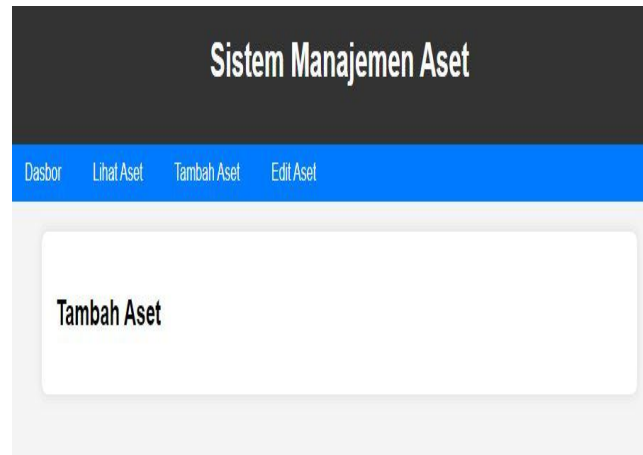 Sistem Manajemen Aset
Dasbor Lihat Aset Tambah Aset Edit Aset
Tambah Aset